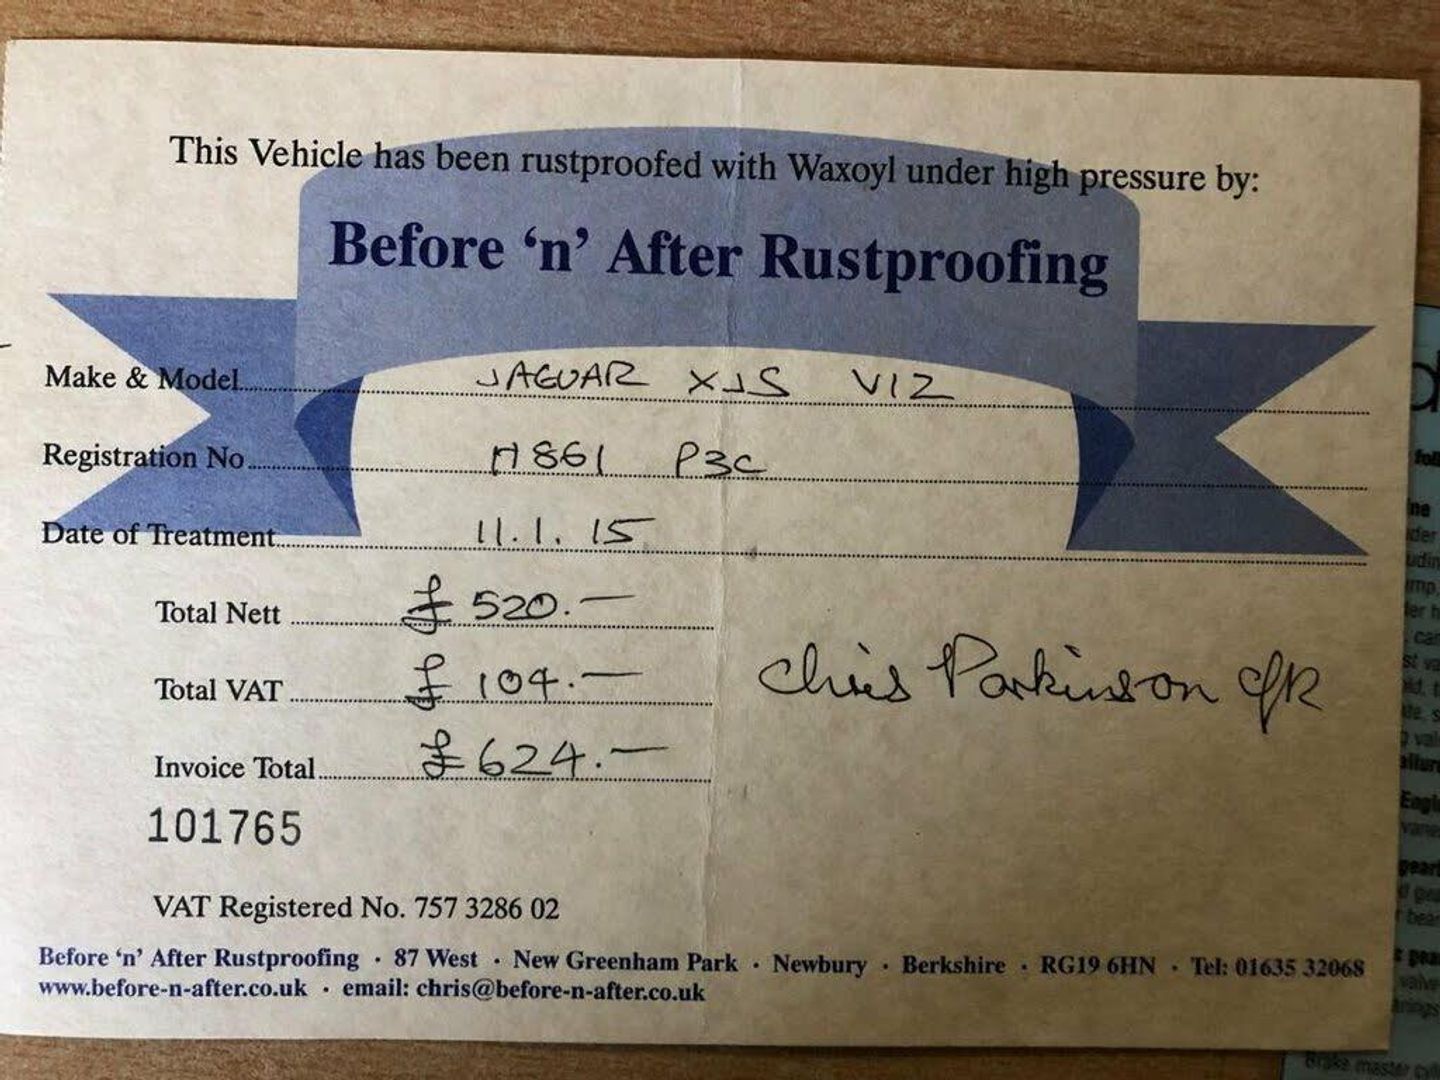 This Vehicle has been rustproofed with Waxoyl under high pressure by:
Before ‘n’ After Rustproofing
Make & Model JAGUAR XJS V12
Registration No H861 P3C
Date of Treatment 11.1.15
Total Nett £520.—
Total VAT £104.—
Chris Parkinson
Invoice Total £624.—
101765
VAT Registered No. 757 3286 02
Before ‘n’ After Rustproofing · 87 West · New Greenham Park · Newbury · Berkshire · RG19 6HN · Tel: 01635 32068
www.before-n-after.co.uk · email: chris@before-n-after.co.uk
Brake master